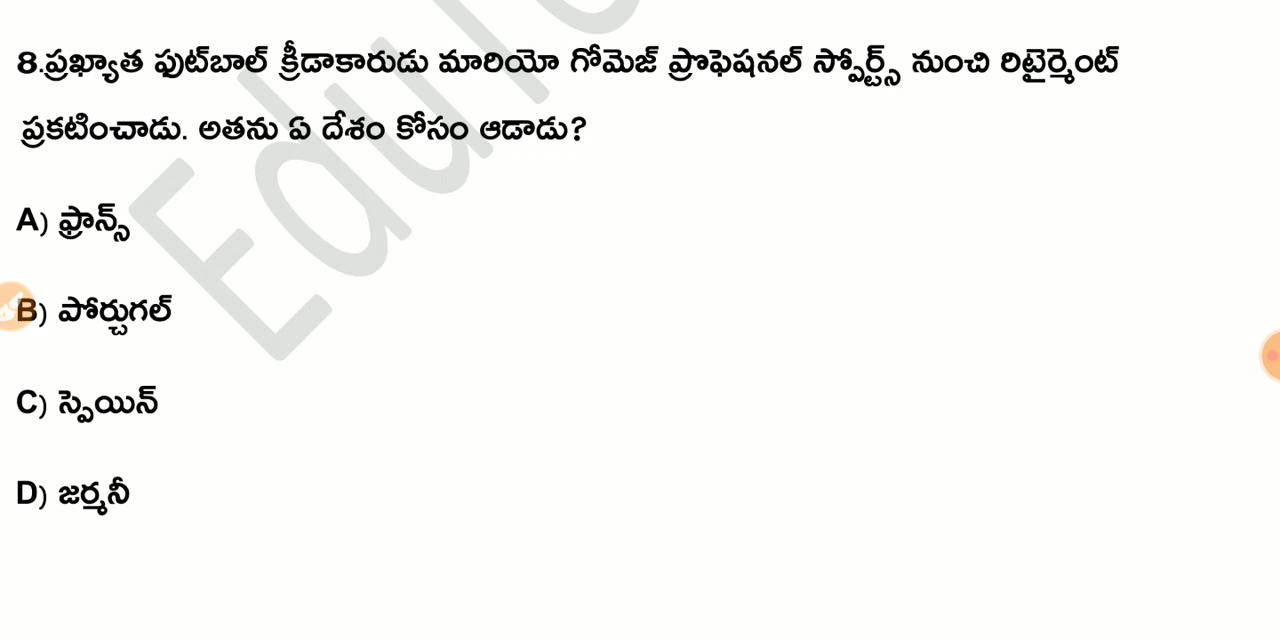 8.ప్రఖ్యాత ఫుట్‌బాల్ క్రీడాకారుడు మారియో గోమెజ్ ప్రొఫెషనల్ స్పోర్ట్స్ నుంచి రిటైర్మెంట్
ప్రకటించాడు. అతను ఏ దేశం కోసం ఆడాడు?
A) ఫ్రాన్స్
B) పోర్చుగల్
C) స్పెయిన్
D) జర్మనీ